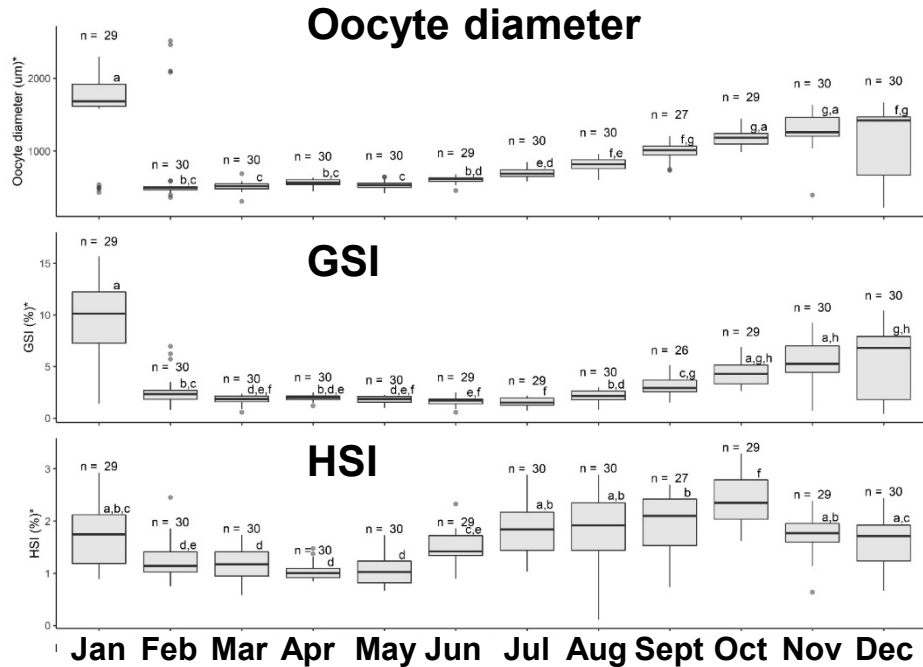 Oocyte diameter
Oocyte diameter (um)*
2000
1000
n = 29
n = 30
n = 30
n = 30
n = 30
n = 29
n = 30
n = 30
n = 27
n = 29
n = 30
n = 30
a
b,c
c
b,c
c
b,d
e,d
f,e
f,g
g,a
g,a
f,g
GSI
GSI (%)*
15
10
5
0
n = 29
n = 30
n = 30
n = 30
n = 30
n = 29
n = 29
n = 30
n = 26
n = 29
n = 30
n = 30
a
b,c
d,e,f
b,d,e
d,e,f
e,f
f
b,d
c,g
a,g,h
a,h
g,h
HSI
HSI (%)*
3
2
1
0
n = 29
n = 30
n = 30
n = 30
n = 30
n = 29
n = 30
n = 30
n = 27
n = 29
n = 29
n = 30
a,b,c
d,e
d
d
d
c,e
a,b
a,b
b
f
a,b
a,c
Jan Feb Mar Apr May Jun Jul Aug Sept Oct Nov Dec